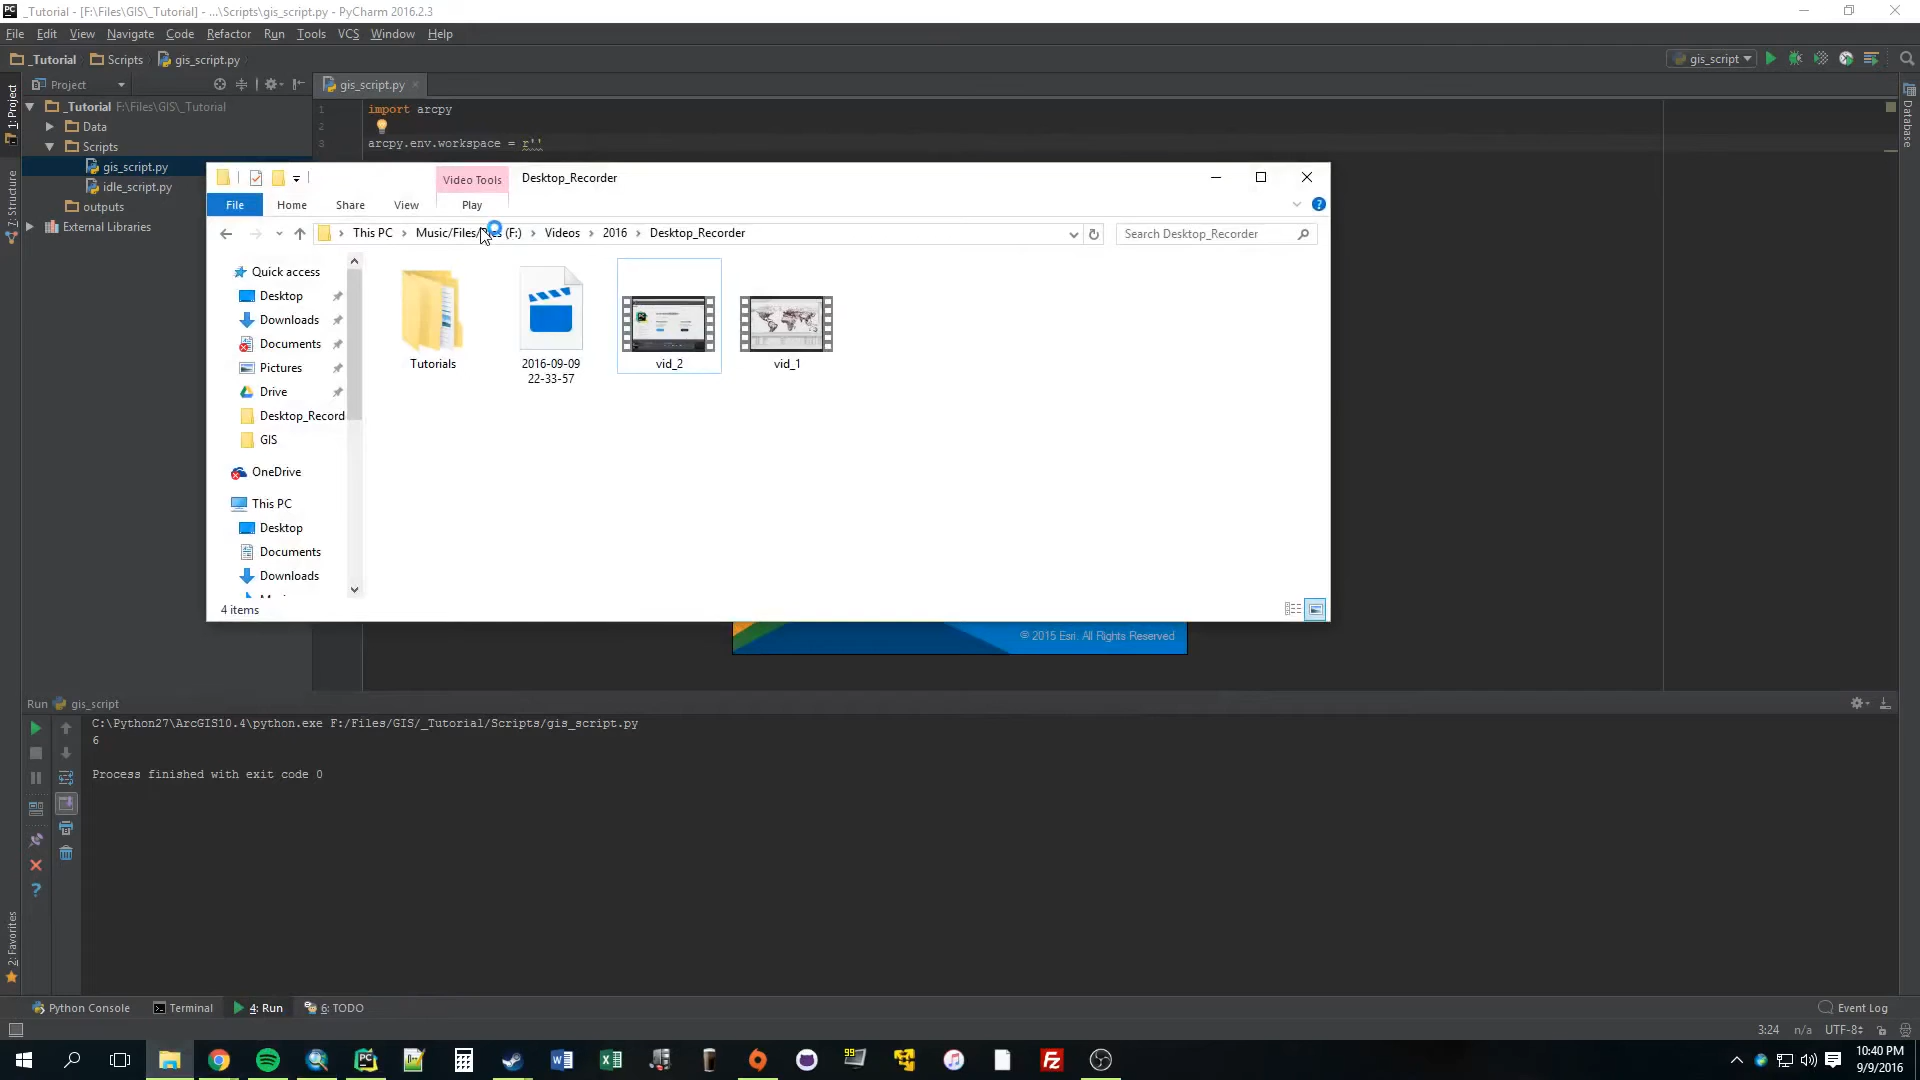 _Tutorial - [F:\Files\GIS\_Tutorial] - ...\Scripts\gis_script.py - PyCharm 2016.2.3
File Edit View Navigate Code Refactor Run Tools VCS Window Help
_Tutorial Scripts gis_script.py
gis_script
Project
gis_script.py
1: Project
7: Structure
2: Favorites
Database
_Tutorial F:\Files\GIS\_Tutorial
Data
Scripts
gis_script.py
idle_script.py
outputs
External Libraries
1 import arcpy
2
3 arcpy.env.workspace = r''
Video Tools Desktop_Recorder
File Home Share View Play
This PC Music/Files/ (F:) Videos 2016 Desktop_Recorder
Search Desktop_Recorder
Quick access
Desktop
Downloads
Documents
Pictures
Drive
Desktop_Record
GIS
OneDrive
This PC
Desktop
Documents
Downloads
Tutorials
2016-09-09
22-33-57
vid_2
vid_1
4 items
© 2015 Esri. All Rights Reserved
Run gis_script
C:\Python27\ArcGIS10.4\python.exe F:/Files/GIS/_Tutorial/Scripts/gis_script.py
6
Process finished with exit code 0
Python Console Terminal 4: Run 6: TODO
Event Log
3:24 n/a UTF-8
10:40 PM
9/9/2016